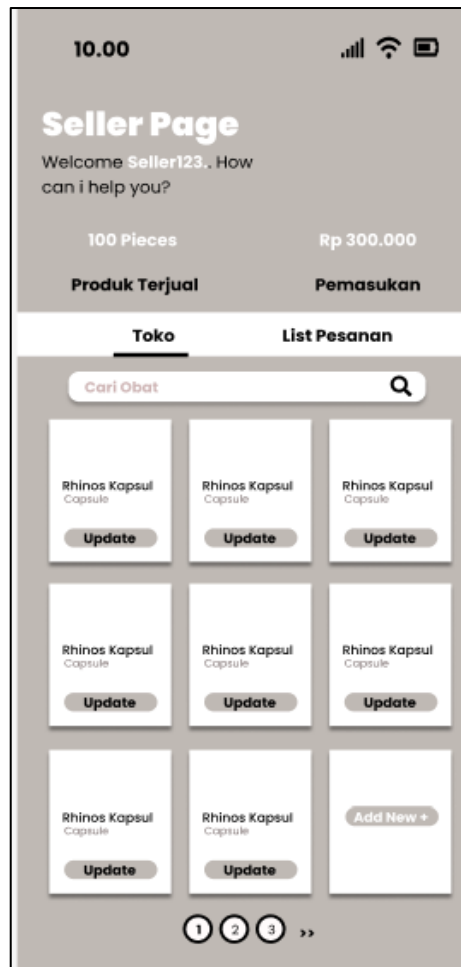 10.00
Seller Page
Welcome Seller123.. How
can i help you?
100 Pieces
Rp 300.000
Produk Terjual
Pemasukan
Toko
List Pesanan
Cari Obat
Rhinos Kapsul
Capsule
Update
Rhinos Kapsul
Capsule
Update
Rhinos Kapsul
Capsule
Update
Rhinos Kapsul
Capsule
Update
Rhinos Kapsul
Capsule
Update
Rhinos Kapsul
Capsule
Update
Rhinos Kapsul
Capsule
Update
Rhinos Kapsul
Capsule
Update
Add New +
1 2 3 >>